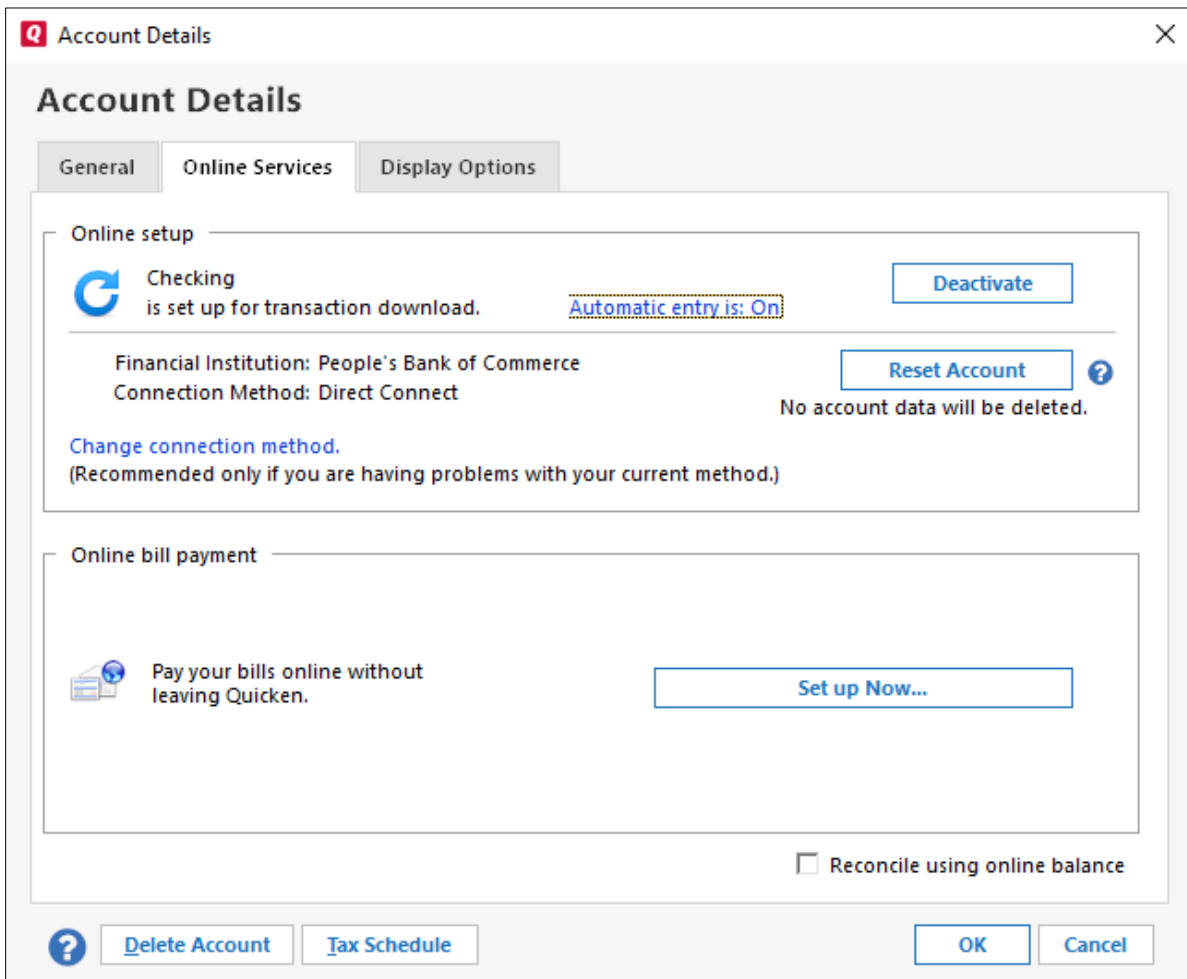 Q Account Details
Account Details
General Online Services Display Options
Online setup
Checking
is set up for transaction download. Automatic entry is: On
Deactivate
Financial Institution: People's Bank of Commerce
Connection Method: Direct Connect
Reset Account ?
No account data will be deleted.
Change connection method.
(Recommended only if you are having problems with your current method.)
Online bill payment
Pay your bills online without
leaving Quicken.
Set up Now...
Reconcile using online balance
? Delete Account Tax Schedule OK Cancel